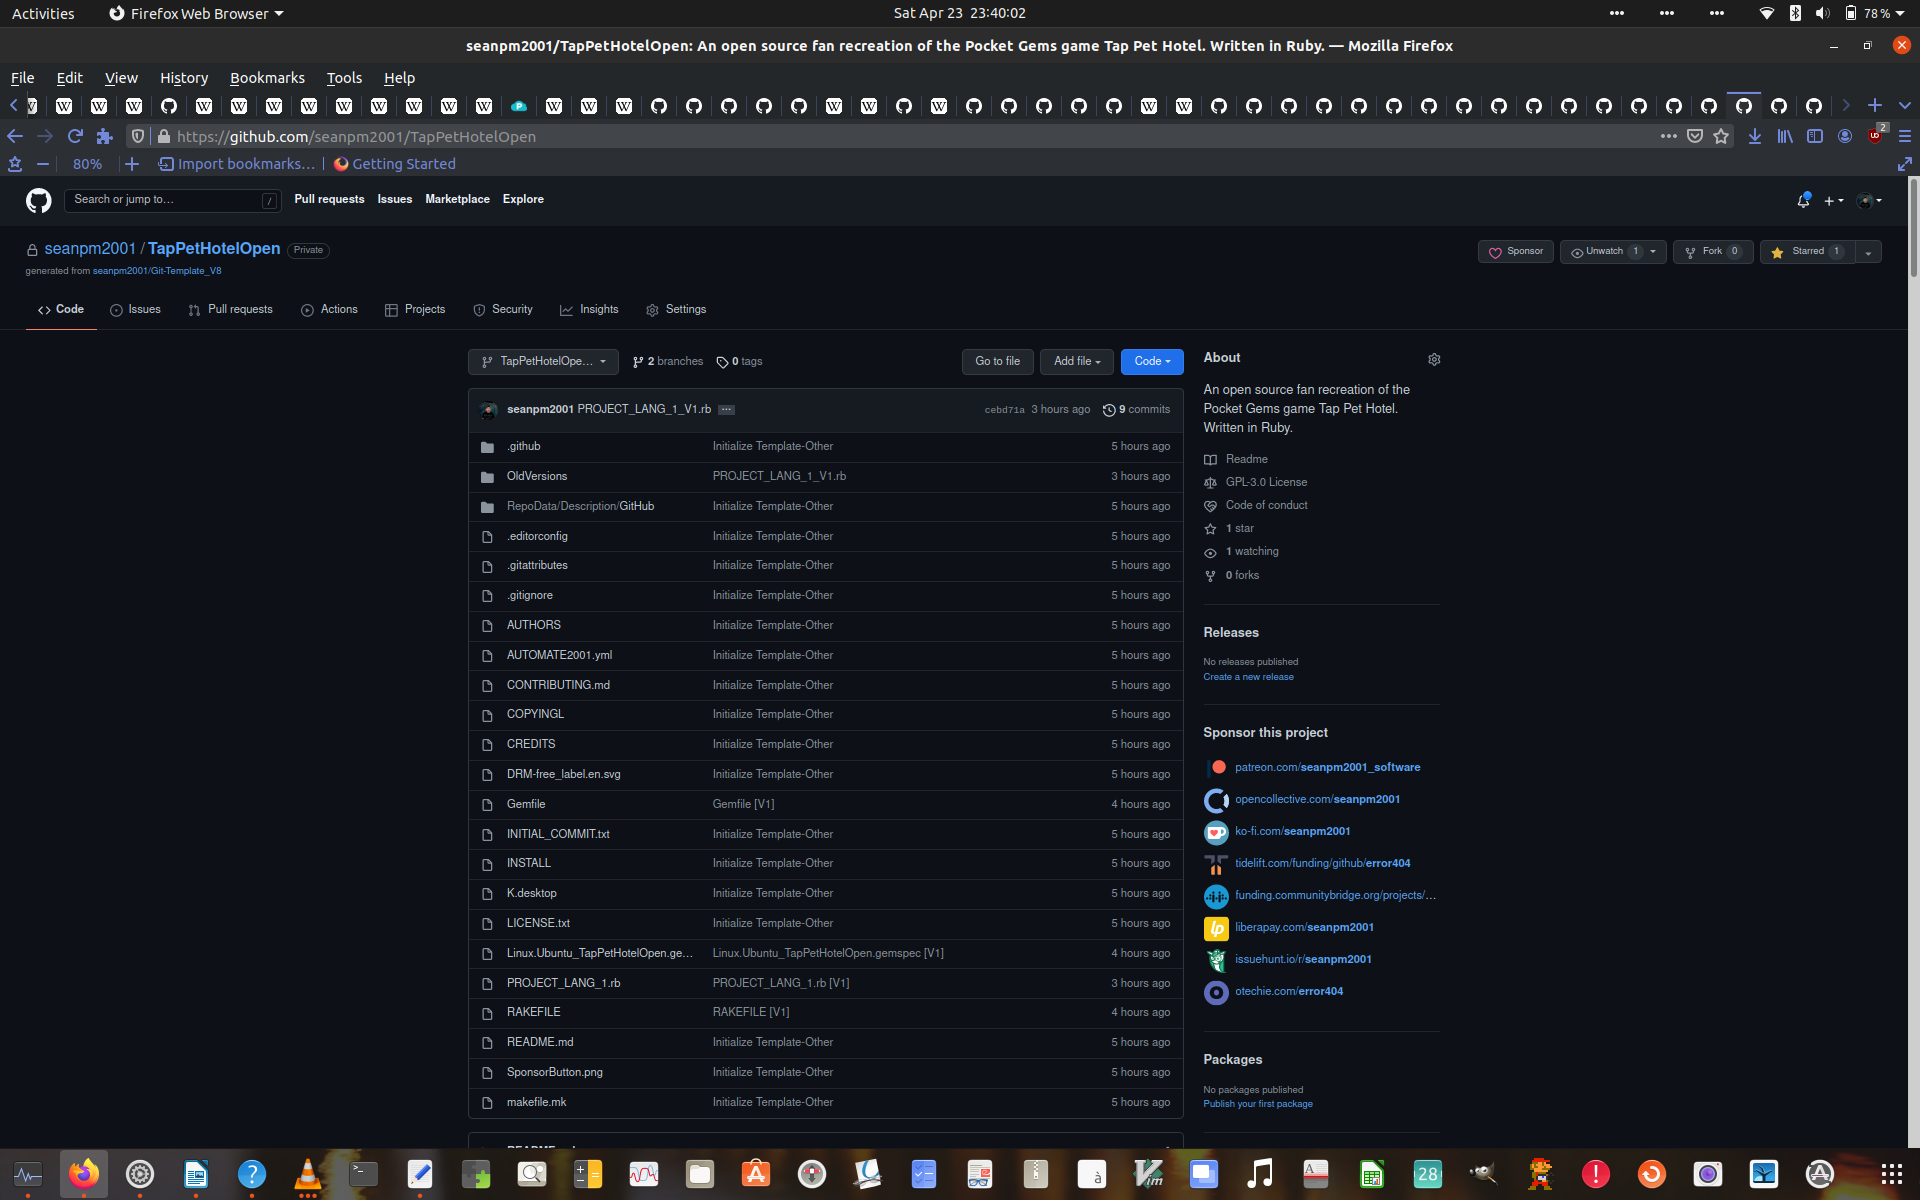 Activities
Firefox Web Browser
Sat Apr 23  23:40:02
78 %
seanpm2001/TapPetHotelOpen: An open source fan recreation of the Pocket Gems game Tap Pet Hotel. Written in Ruby. — Mozilla Firefox
File Edit View History Bookmarks Tools Help
https://github.com/seanpm2001/TapPetHotelOpen
2
80%
Import bookmarks…
Getting Started
Search or jump to…
/
Pull requests Issues Marketplace Explore
seanpm2001 / TapPetHotelOpen Private
generated from seanpm2001/Git-Template_V8
Sponsor
Unwatch 1
Fork 0
Starred 1
Code Issues Pull requests Actions Projects Security Insights Settings
TapPetHotelOpe… 2 branches 0 tags
Go to file Add file Code
seanpm2001 PROJECT_LANG_1_V1.rb … cebd71a 3 hours ago 9 commits
.github Initialize Template-Other 5 hours ago
OldVersions PROJECT_LANG_1_V1.rb 3 hours ago
RepoData/Description/GitHub Initialize Template-Other 5 hours ago
.editorconfig Initialize Template-Other 5 hours ago
.gitattributes Initialize Template-Other 5 hours ago
.gitignore Initialize Template-Other 5 hours ago
AUTHORS Initialize Template-Other 5 hours ago
AUTOMATE2001.yml Initialize Template-Other 5 hours ago
CONTRIBUTING.md Initialize Template-Other 5 hours ago
COPYINGL Initialize Template-Other 5 hours ago
CREDITS Initialize Template-Other 5 hours ago
DRM-free_label.en.svg Initialize Template-Other 5 hours ago
Gemfile Gemfile [V1] 4 hours ago
INITIAL_COMMIT.txt Initialize Template-Other 5 hours ago
INSTALL Initialize Template-Other 5 hours ago
K.desktop Initialize Template-Other 5 hours ago
LICENSE.txt Initialize Template-Other 5 hours ago
Linux.Ubuntu_TapPetHotelOpen.ge… Linux.Ubuntu_TapPetHotelOpen.gemspec [V1] 4 hours ago
PROJECT_LANG_1.rb PROJECT_LANG_1.rb [V1] 3 hours ago
RAKEFILE RAKEFILE [V1] 4 hours ago
README.md Initialize Template-Other 5 hours ago
SponsorButton.png Initialize Template-Other 5 hours ago
makefile.mk Initialize Template-Other 5 hours ago
About
An open source fan recreation of the
Pocket Gems game Tap Pet Hotel.
Written in Ruby.
Readme
GPL-3.0 License
Code of conduct
1 star
1 watching
0 forks
Releases
No releases published
Create a new release
Sponsor this project
patreon.com/seanpm2001_software
opencollective.com/seanpm2001
ko-fi.com/seanpm2001
tidelift.com/funding/github/error404
funding.communitybridge.org/projects/…
liberapay.com/seanpm2001
issuehunt.io/r/seanpm2001
otechie.com/error404
Packages
No packages published
Publish your first package
28